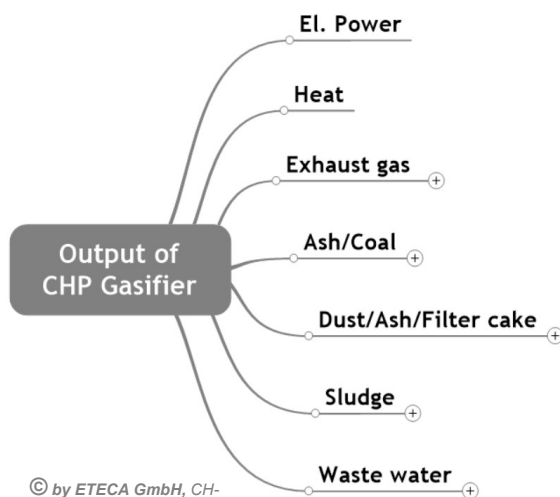 El. Power
Heat
Exhaust gas
Ash/Coal
Output of
CHP Gasifier
Dust/Ash/Filter cake
Sludge
Waste water
© by ETECA GmbH, CH-